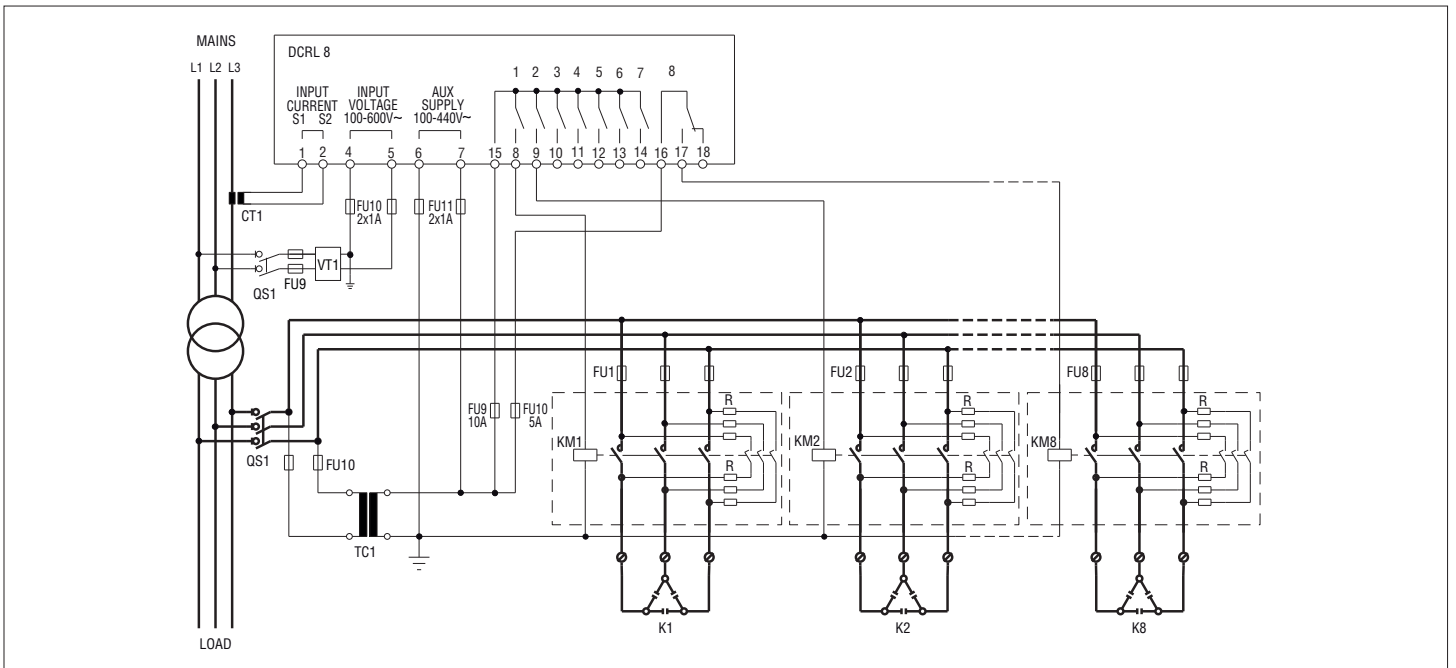 MAINS
L1 L2 L3
DCRL 8
INPUT
CURRENT
S1 S2
INPUT
VOLTAGE
100-600V~
AUX
SUPPLY
100-440V~
1 2 3 4 5 6 7 8
1 2 4 5 6 7 15 8 9 10 11 12 13 14 16 17 18
CT1
FU10
2x1A
FU11
2x1A
VT1
FU9
QS1
FU1
FU2
FU8
R
R
R
FU9
10A
FU10
5A
KM1
KM2
KM8
QS1
FU10
R
R
R
TC1
K1
K2
K8
LOAD